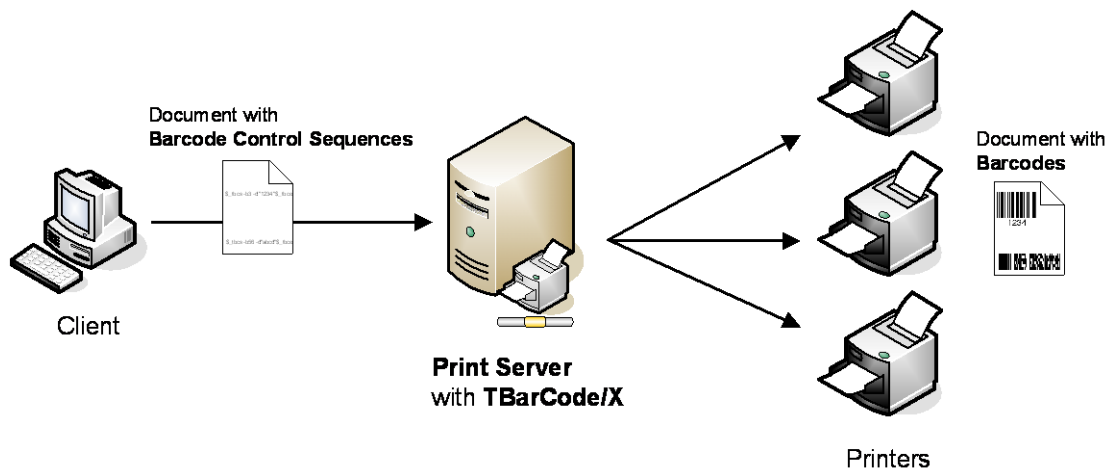 Document with
Barcode Control Sequences
Client
Print Server
with TBarCode/X
Document with
Barcodes
1234
Printers